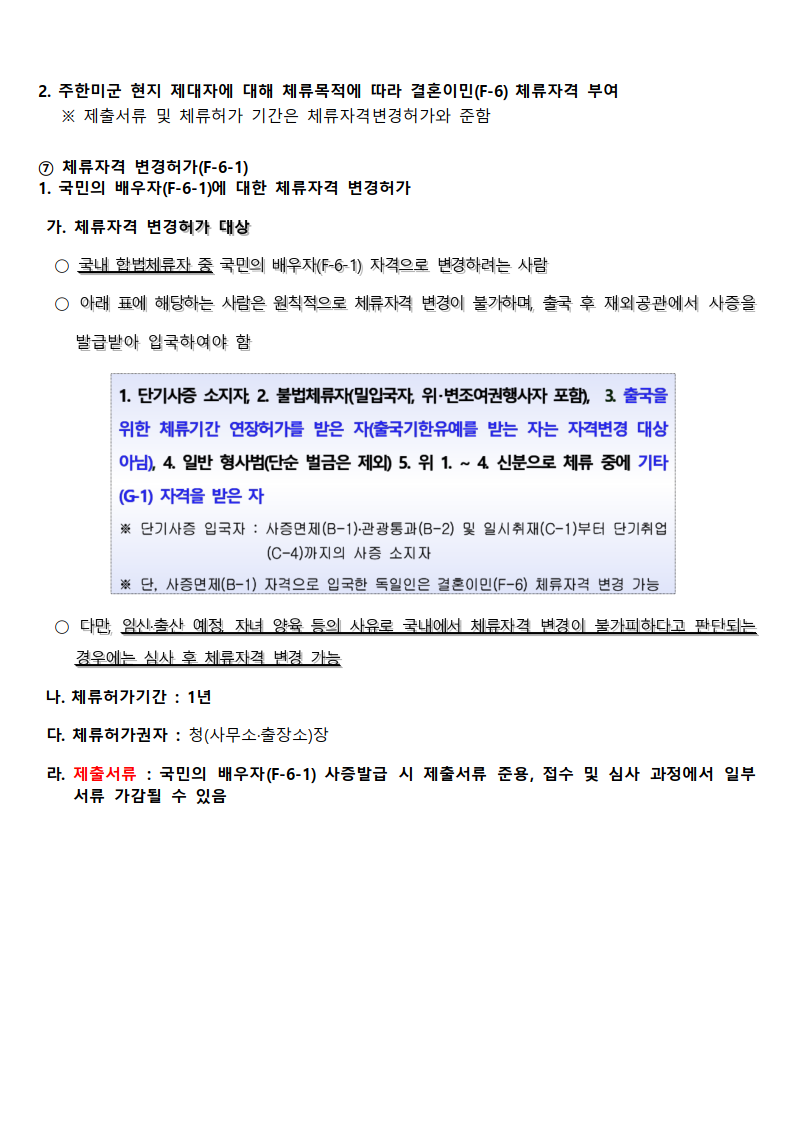 2. 주한미군 현지 제대자에 대해 체류목적에 따라 결혼이민(F-6) 체류자격 부여
※ 제출서류 및 체류허가 기간은 체류자격변경허가와 준함
⑦ 체류자격 변경허가(F-6-1)
1. 국민의 배우자(F-6-1)에 대한 체류자격 변경허가
가. 체류자격 변경허가 대상
○ 국내 합법체류자 중 국민의 배우자(F-6-1) 자격으로 변경하려는 사람
○ 아래 표에 해당하는 사람은 원칙적으로 체류자격 변경이 불가하며, 출국 후 재외공관에서 사증을
발급받아 입국하여야 함
1. 단기사증 소지자, 2. 불법체류자(밀입국자, 위·변조여권행사자 포함), 3. 출국을
위한 체류기간 연장허가를 받은 자(출국기한유예를 받는 자는 자격변경 대상
아님), 4. 일반 형사범(단순 벌금은 제외) 5. 위 1. ~ 4. 신분으로 체류 중에 기타
(G-1) 자격을 받은 자
※ 단기사증 입국자 : 사증면제(B-1)·관광통과(B-2) 및 일시취재(C-1)부터 단기취업
(C-4)까지의 사증 소지자
※ 단, 사증면제(B-1) 자격으로 입국한 독일인은 결혼이민(F-6) 체류자격 변경 가능
○ 다만, 임신·출산 예정, 자녀 양육 등의 사유로 국내에서 체류자격 변경이 불가피하다고 판단되는
경우에는 심사 후 체류자격 변경 가능
나. 체류허가기간 : 1년
다. 체류허가권자 : 청(사무소·출장소)장
라. 제출서류 : 국민의 배우자(F-6-1) 사증발급 시 제출서류 준용, 접수 및 심사 과정에서 일부
서류 가감될 수 있음